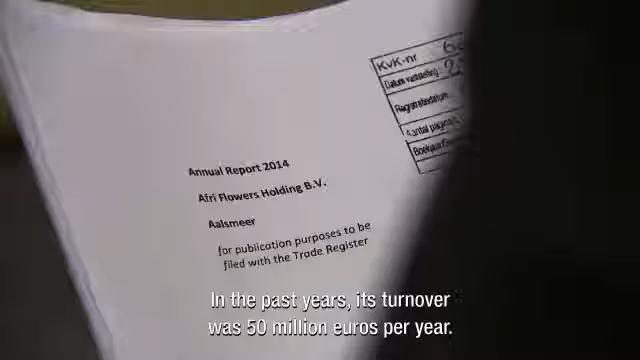 KvK-nr
Datum vaststelling
Registratiedatum
Aantal pagina's
Annual Report 2014
Afri Flowers Holding B.V.
Aalsmeer
for publication purposes to be
filed with the Trade Register
In the past years, its turnover
was 50 million euros per year.